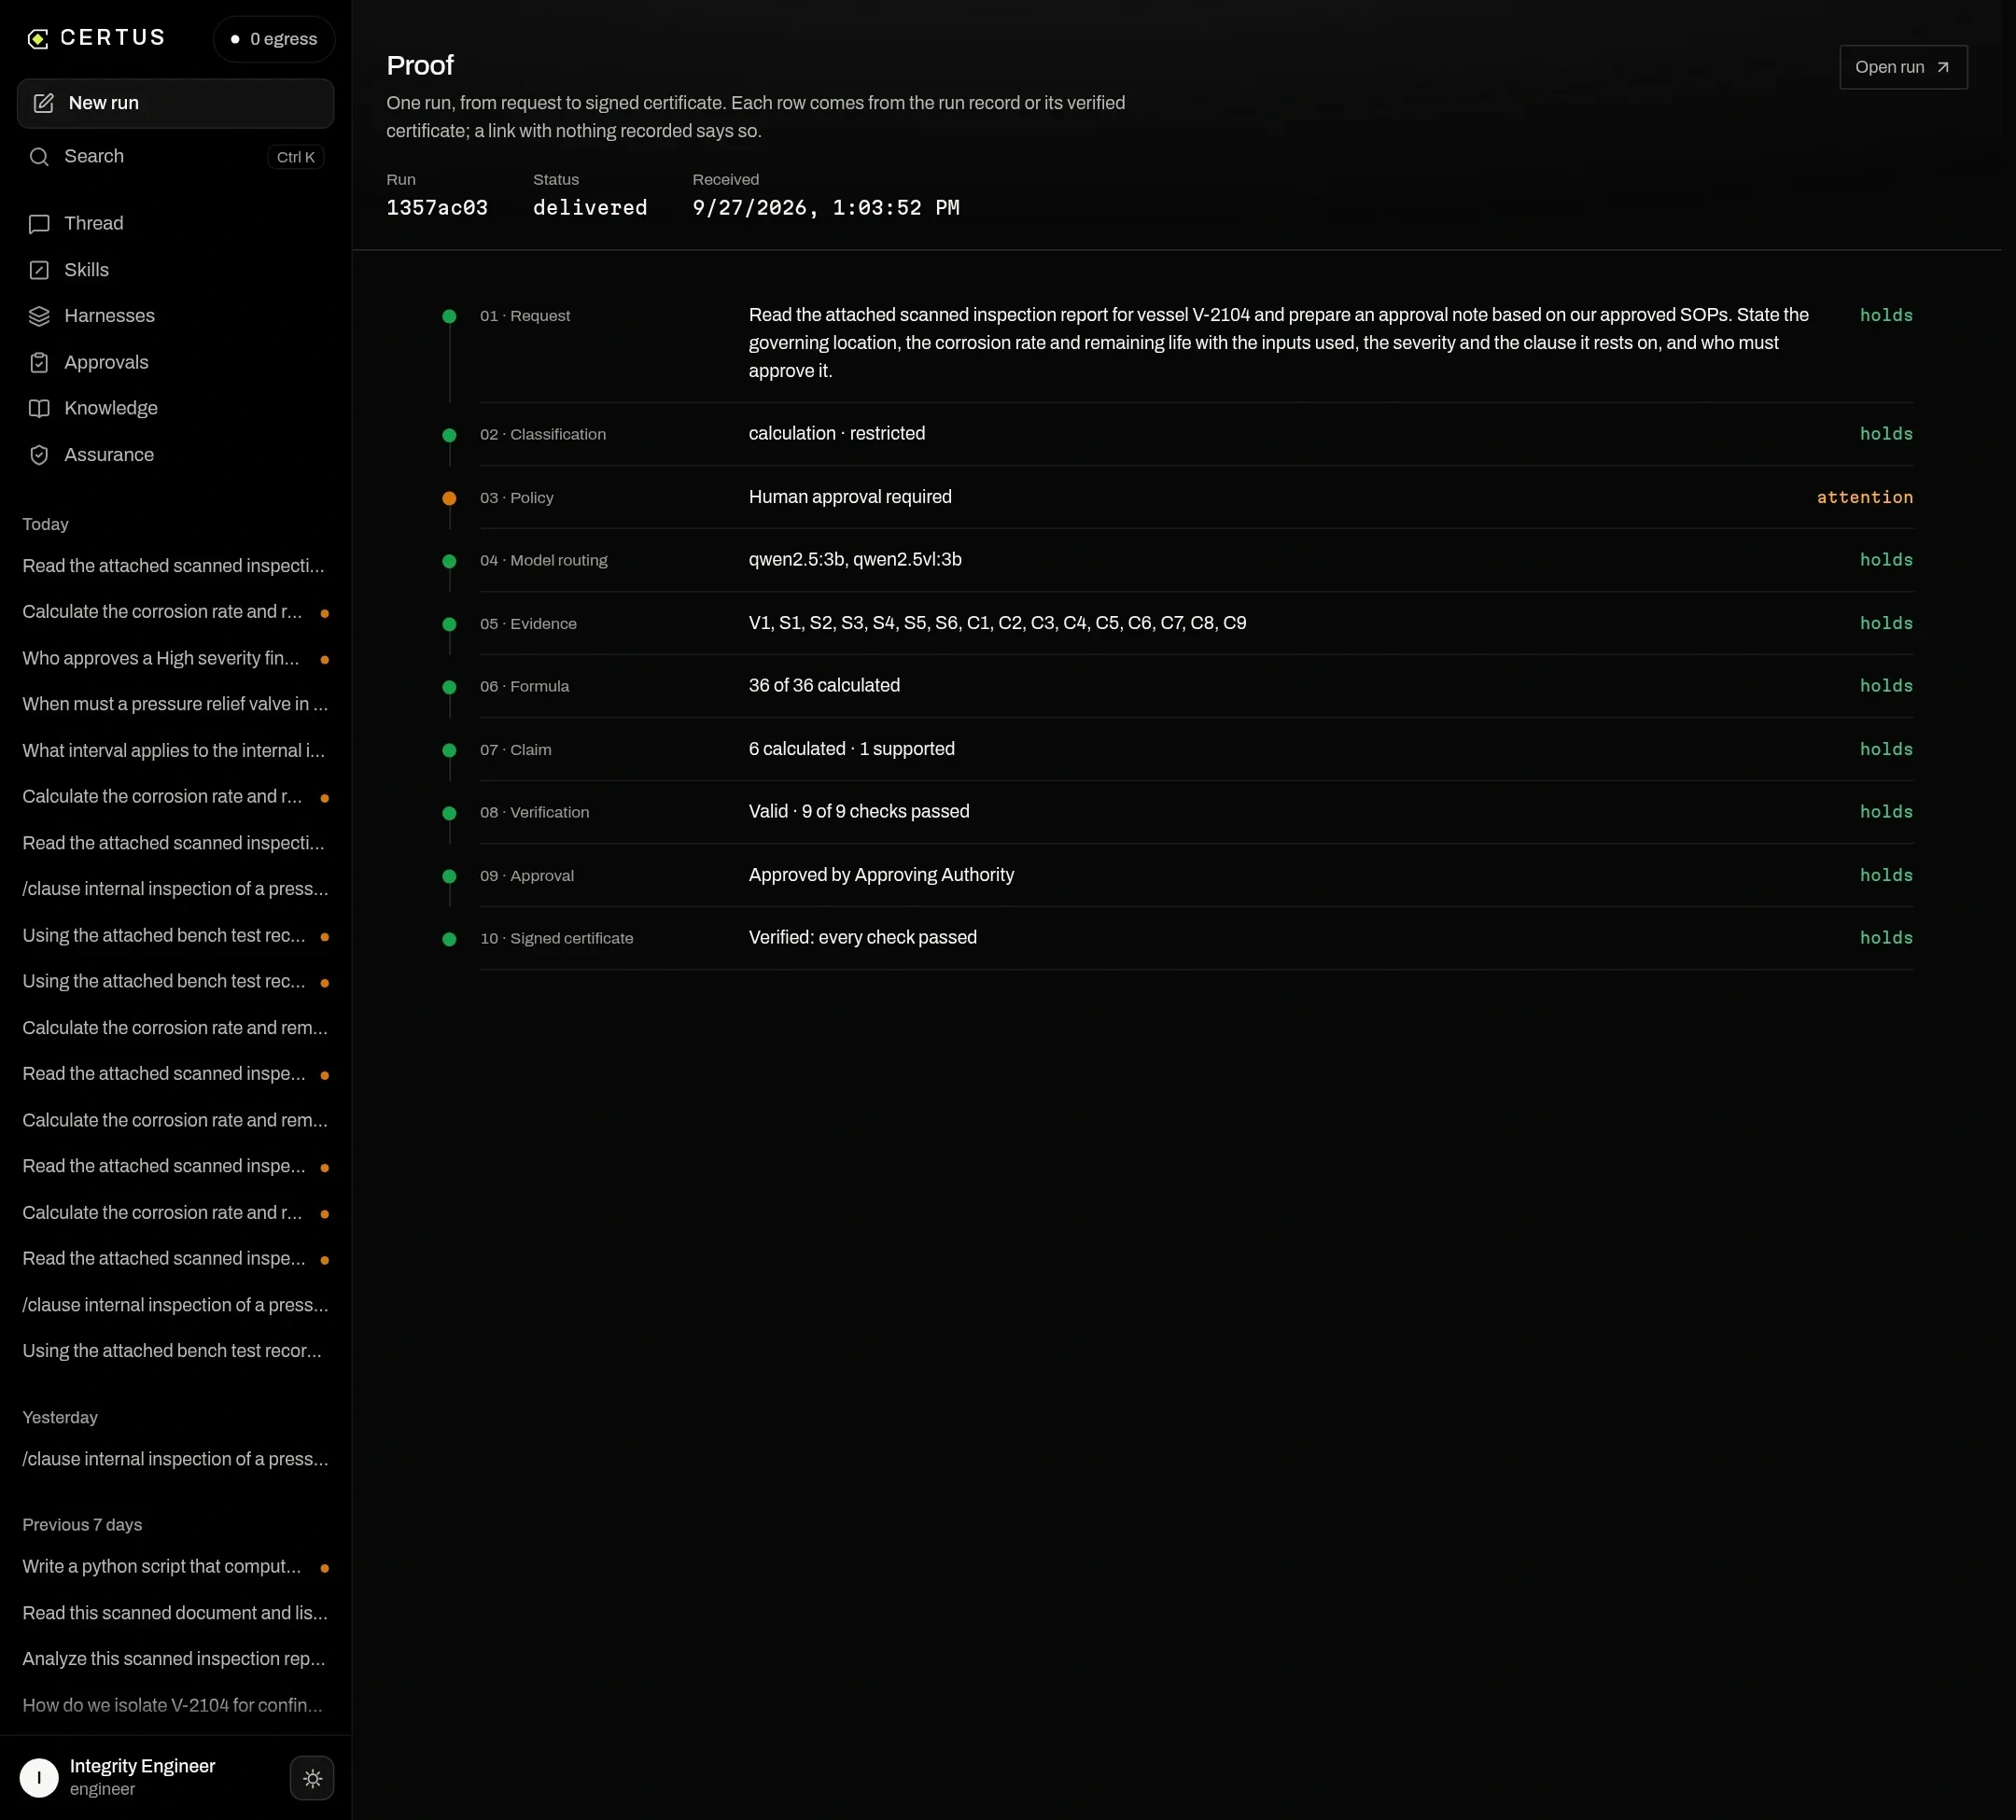 CERTUS
0 egress
New run
Search
Ctrl K
Thread
Skills
Harnesses
Approvals
Knowledge
Assurance
Today
Read the attached scanned inspecti...
Calculate the corrosion rate and r...
Who approves a High severity fin...
When must a pressure relief valve in ...
What interval applies to the internal i...
Calculate the corrosion rate and r...
Read the attached scanned inspecti...
/clause internal inspection of a press...
Using the attached bench test rec...
Using the attached bench test rec...
Calculate the corrosion rate and rem...
Read the attached scanned inspe...
Calculate the corrosion rate and rem...
Read the attached scanned inspe...
Calculate the corrosion rate and r...
Read the attached scanned inspe...
/clause internal inspection of a press...
Using the attached bench test recor...
Yesterday
/clause internal inspection of a press...
Previous 7 days
Write a python script that comput...
Read this scanned document and lis...
Analyze this scanned inspection rep...
How do we isolate V-2104 for confin...
I
Integrity Engineer
engineer
Proof
Open run
One run, from request to signed certificate. Each row comes from the run record or its verified
certificate; a link with nothing recorded says so.
Run
Status
Received
1357ac03
delivered
9/27/2026, 1:03:52 PM
01 · Request
Read the attached scanned inspection report for vessel V-2104 and prepare an approval note based on our approved SOPs. State the
governing location, the corrosion rate and remaining life with the inputs used, the severity and the clause it rests on, and who must
approve it.
holds
02 · Classification
calculation · restricted
holds
03 · Policy
Human approval required
attention
04 · Model routing
qwen2.5:3b, qwen2.5vl:3b
holds
05 · Evidence
V1, S1, S2, S3, S4, S5, S6, C1, C2, C3, C4, C5, C6, C7, C8, C9
holds
06 · Formula
36 of 36 calculated
holds
07 · Claim
6 calculated · 1 supported
holds
08 · Verification
Valid · 9 of 9 checks passed
holds
09 · Approval
Approved by Approving Authority
holds
10 · Signed certificate
Verified: every check passed
holds